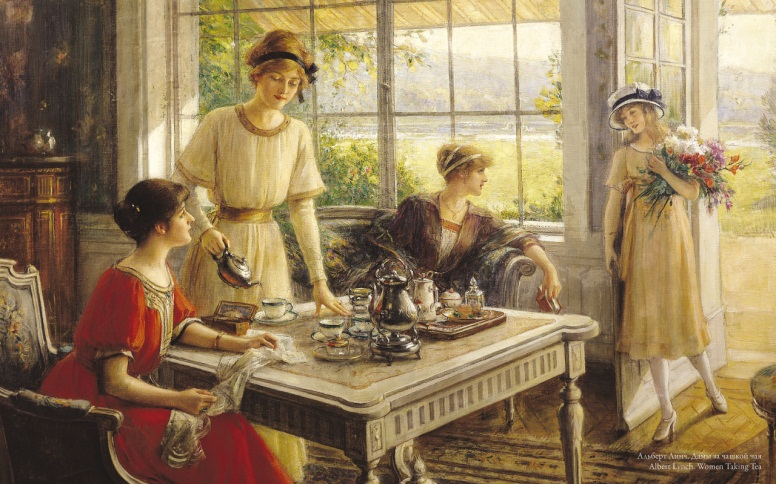 Альберт Линч. Дамы за чашкой чая
Albert Lynch. Women Taking Tea